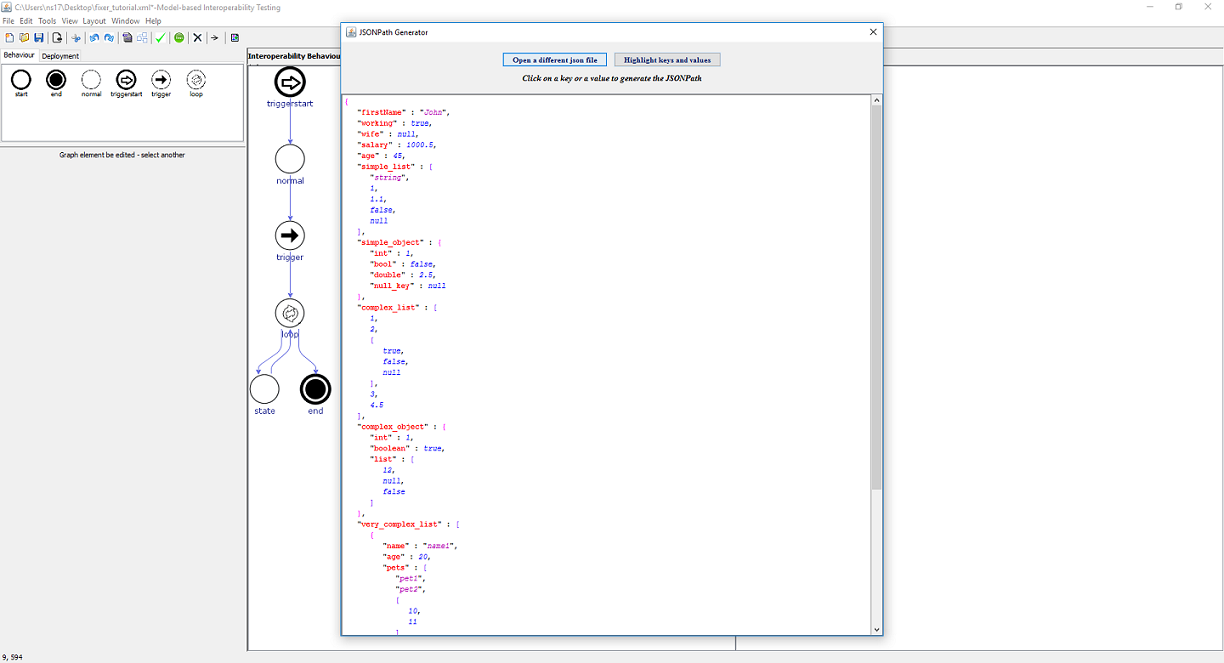 C:\Users\ns17\Desktop\fixer_tutorial.xml*-Model-based Interoperability Testing
File Edit Tools View Layout Window Help
Behaviour Deployment
start end normal triggerstart trigger loop
Graph element be edited - select another
Interoperability Behaviou
triggerstart
normal
trigger
loop
state end
JSONPath Generator
Open a different json file Highlight keys and values
Click on a key or a value to generate the JSONPath
{
"firstName" : "John",
"working" : true,
"wife" : null,
"salary" : 1000.5,
"age" : 45,
"simple_list" : [
"string",
1,
1.1,
false,
null
],
"simple_object" : {
"int" : 1,
"bool" : false,
"double" : 2.5,
"null_key" : null
},
"complex_list" : [
1,
2,
[
true,
false,
null
],
3,
4.5
],
"complex_object" : {
"int" : 1,
"boolean" : true,
"list" : [
12,
null,
false
]
},
"very_complex_list" : [
{
"name" : "name1",
"age" : 20,
"pets" : [
"pet1",
"pet2",
[
10,
11
]
9, 594